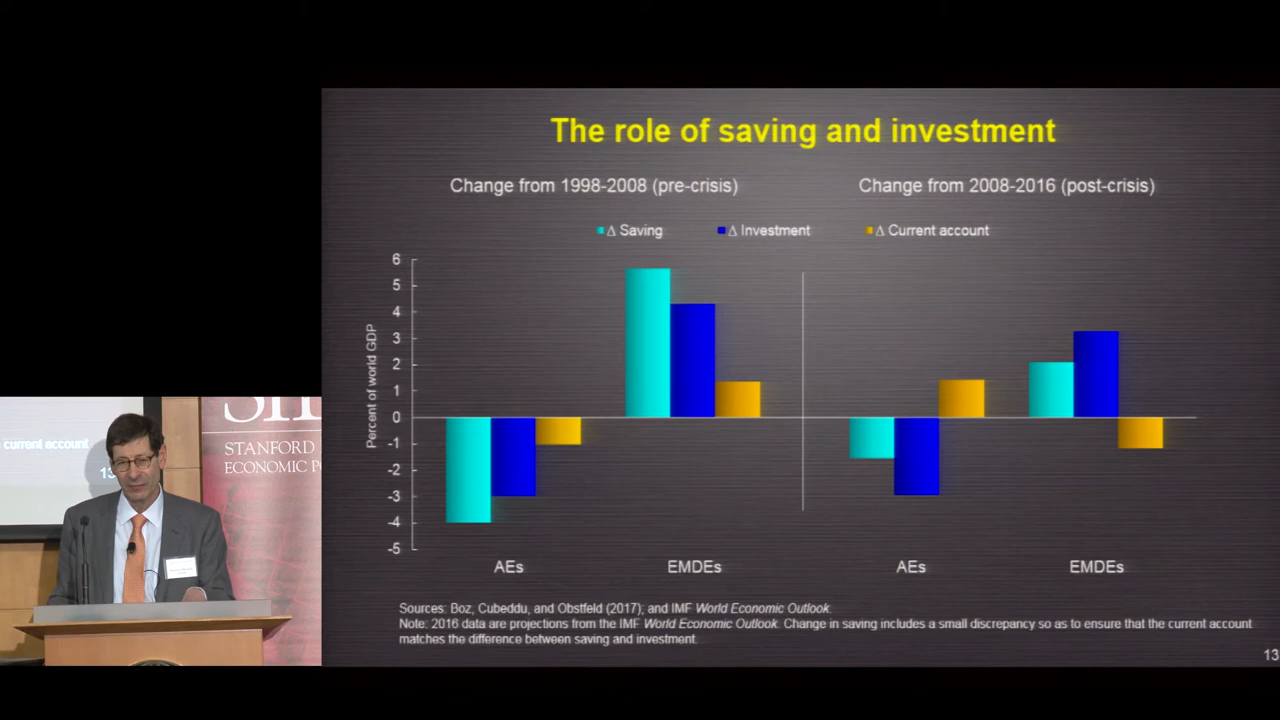 The role of saving and investment
Change from 1998-2008 (pre-crisis)
Change from 2008-2016 (post-crisis)
Δ Saving
Δ Investment
Δ Current account
Percent of world GDP
6
5
4
3
2
1
0
-1
-2
-3
-4
-5
AEs
EMDEs
AEs
EMDEs
Sources: Boz, Cubeddu, and Obstfeld (2017); and IMF World Economic Outlook.
Note: 2016 data are projections from the IMF World Economic Outlook. Change in saving includes a small discrepancy so as to ensure that the current account
matches the difference between saving and investment.
13
current account
13
STANFORD
ECONOMIC